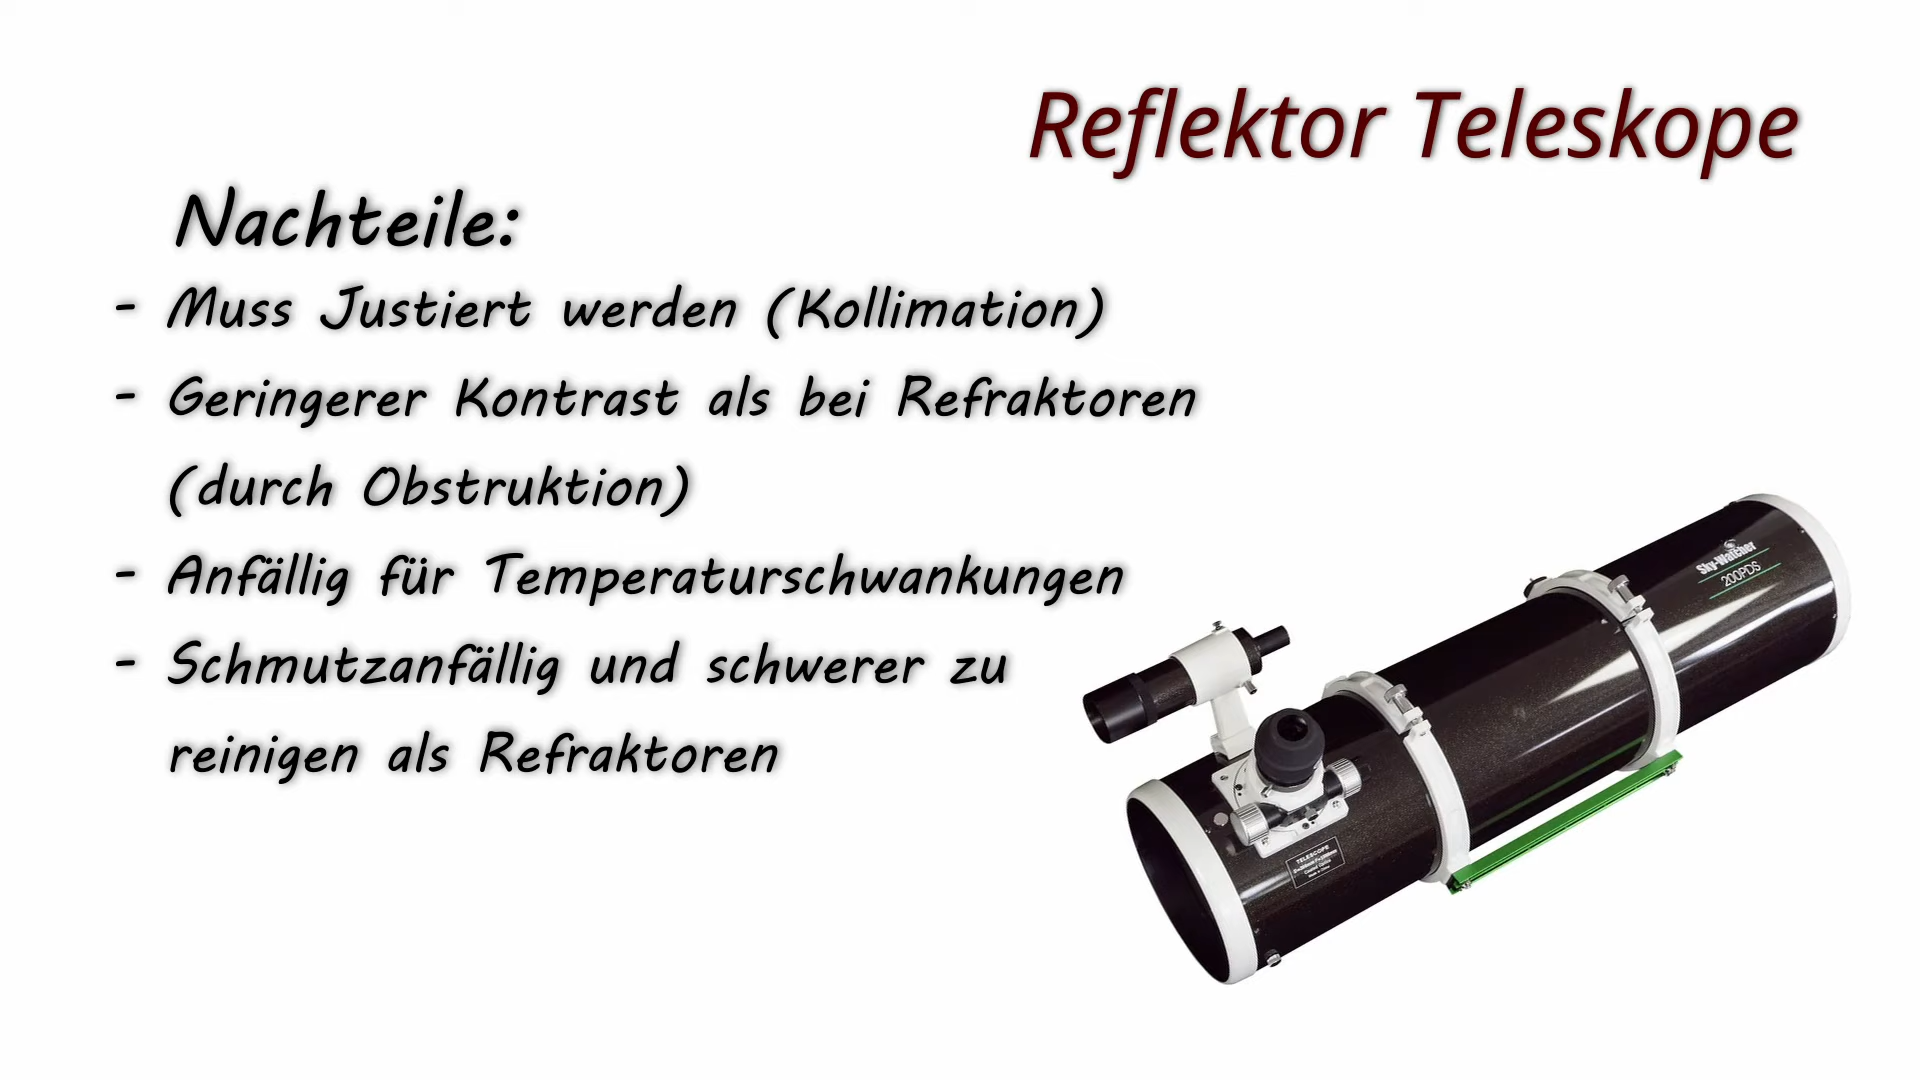 Reflektor Teleskope
Nachteile:
- Muss Justiert werden (Kollimation)
- Geringerer Kontrast als bei Refraktoren
(durch Obstruktion)
- Anfällig für Temperaturschwankungen
- Schmutzanfällig und schwerer zu
reinigen als Refraktoren
Sky-Watcher
200PDS
TELESCOPE